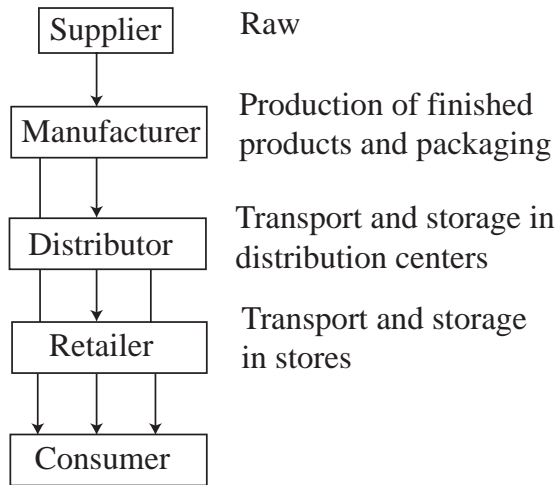 Supplier
Raw
Manufacturer
Production of finished
products and packaging
Distributor
Transport and storage in
distribution centers
Retailer
Transport and storage
in stores
Consumer